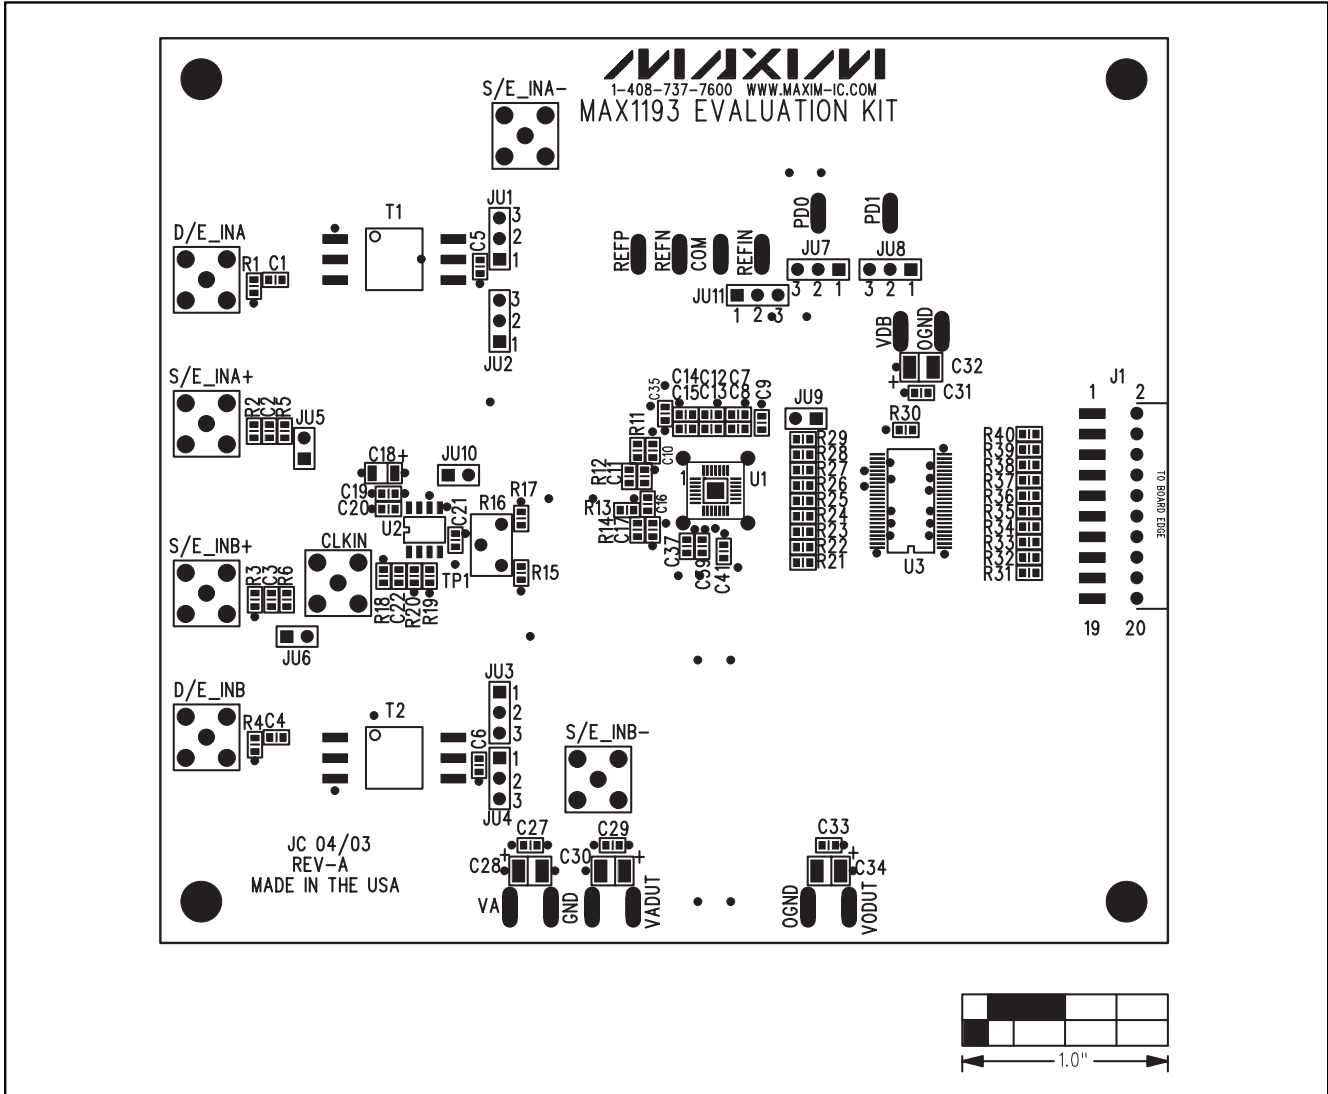 MAXIM
1-408-737-7600 WWW.MAXIM-IC.COM
MAX1193 EVALUATION KIT
S/E_INA-
JU1
3
2
1
T1
C5
D/E_INA
R1 C1
3
2
1
JU2
PD0
PD1
REFP
REFN
COM
REFIN
JU7
3 2 1
JU8
3 2 1
JU11
1 2 3
VDB
OGND
C32
+
C31
S/E_INA+
R2
C2
R5
JU5
C35
C14 C12 C7
C15 C13 C8
C9
JU9
R30
J1
1 2
R11
C10
R12
C11
C18 +
JU10
C19
C20
U2
C21
R16
R17
R13
R14
C17
C16
1
U1
R29
R28
R27
R26
R25
R24
R23
R22
R21
U3
R40
R39
R38
R37
R36
R35
R34
R33
R32
R31
TO BOARD EDGE
19 20
S/E_INB+
R3
C3
R6
CLKIN
R18
C22
R20
R19
TP1
R15
C37
C39
C41
JU6
D/E_INB
R4 C4
T2
C6
JU3
1
2
3
1
2
3
JU4
S/E_INB-
JC 04/03
REV-A
MADE IN THE USA
C27
C28
+
C29
C30
+
C33
+
C34
VA
GND
VADUT
OGND
VODUT
1.0"